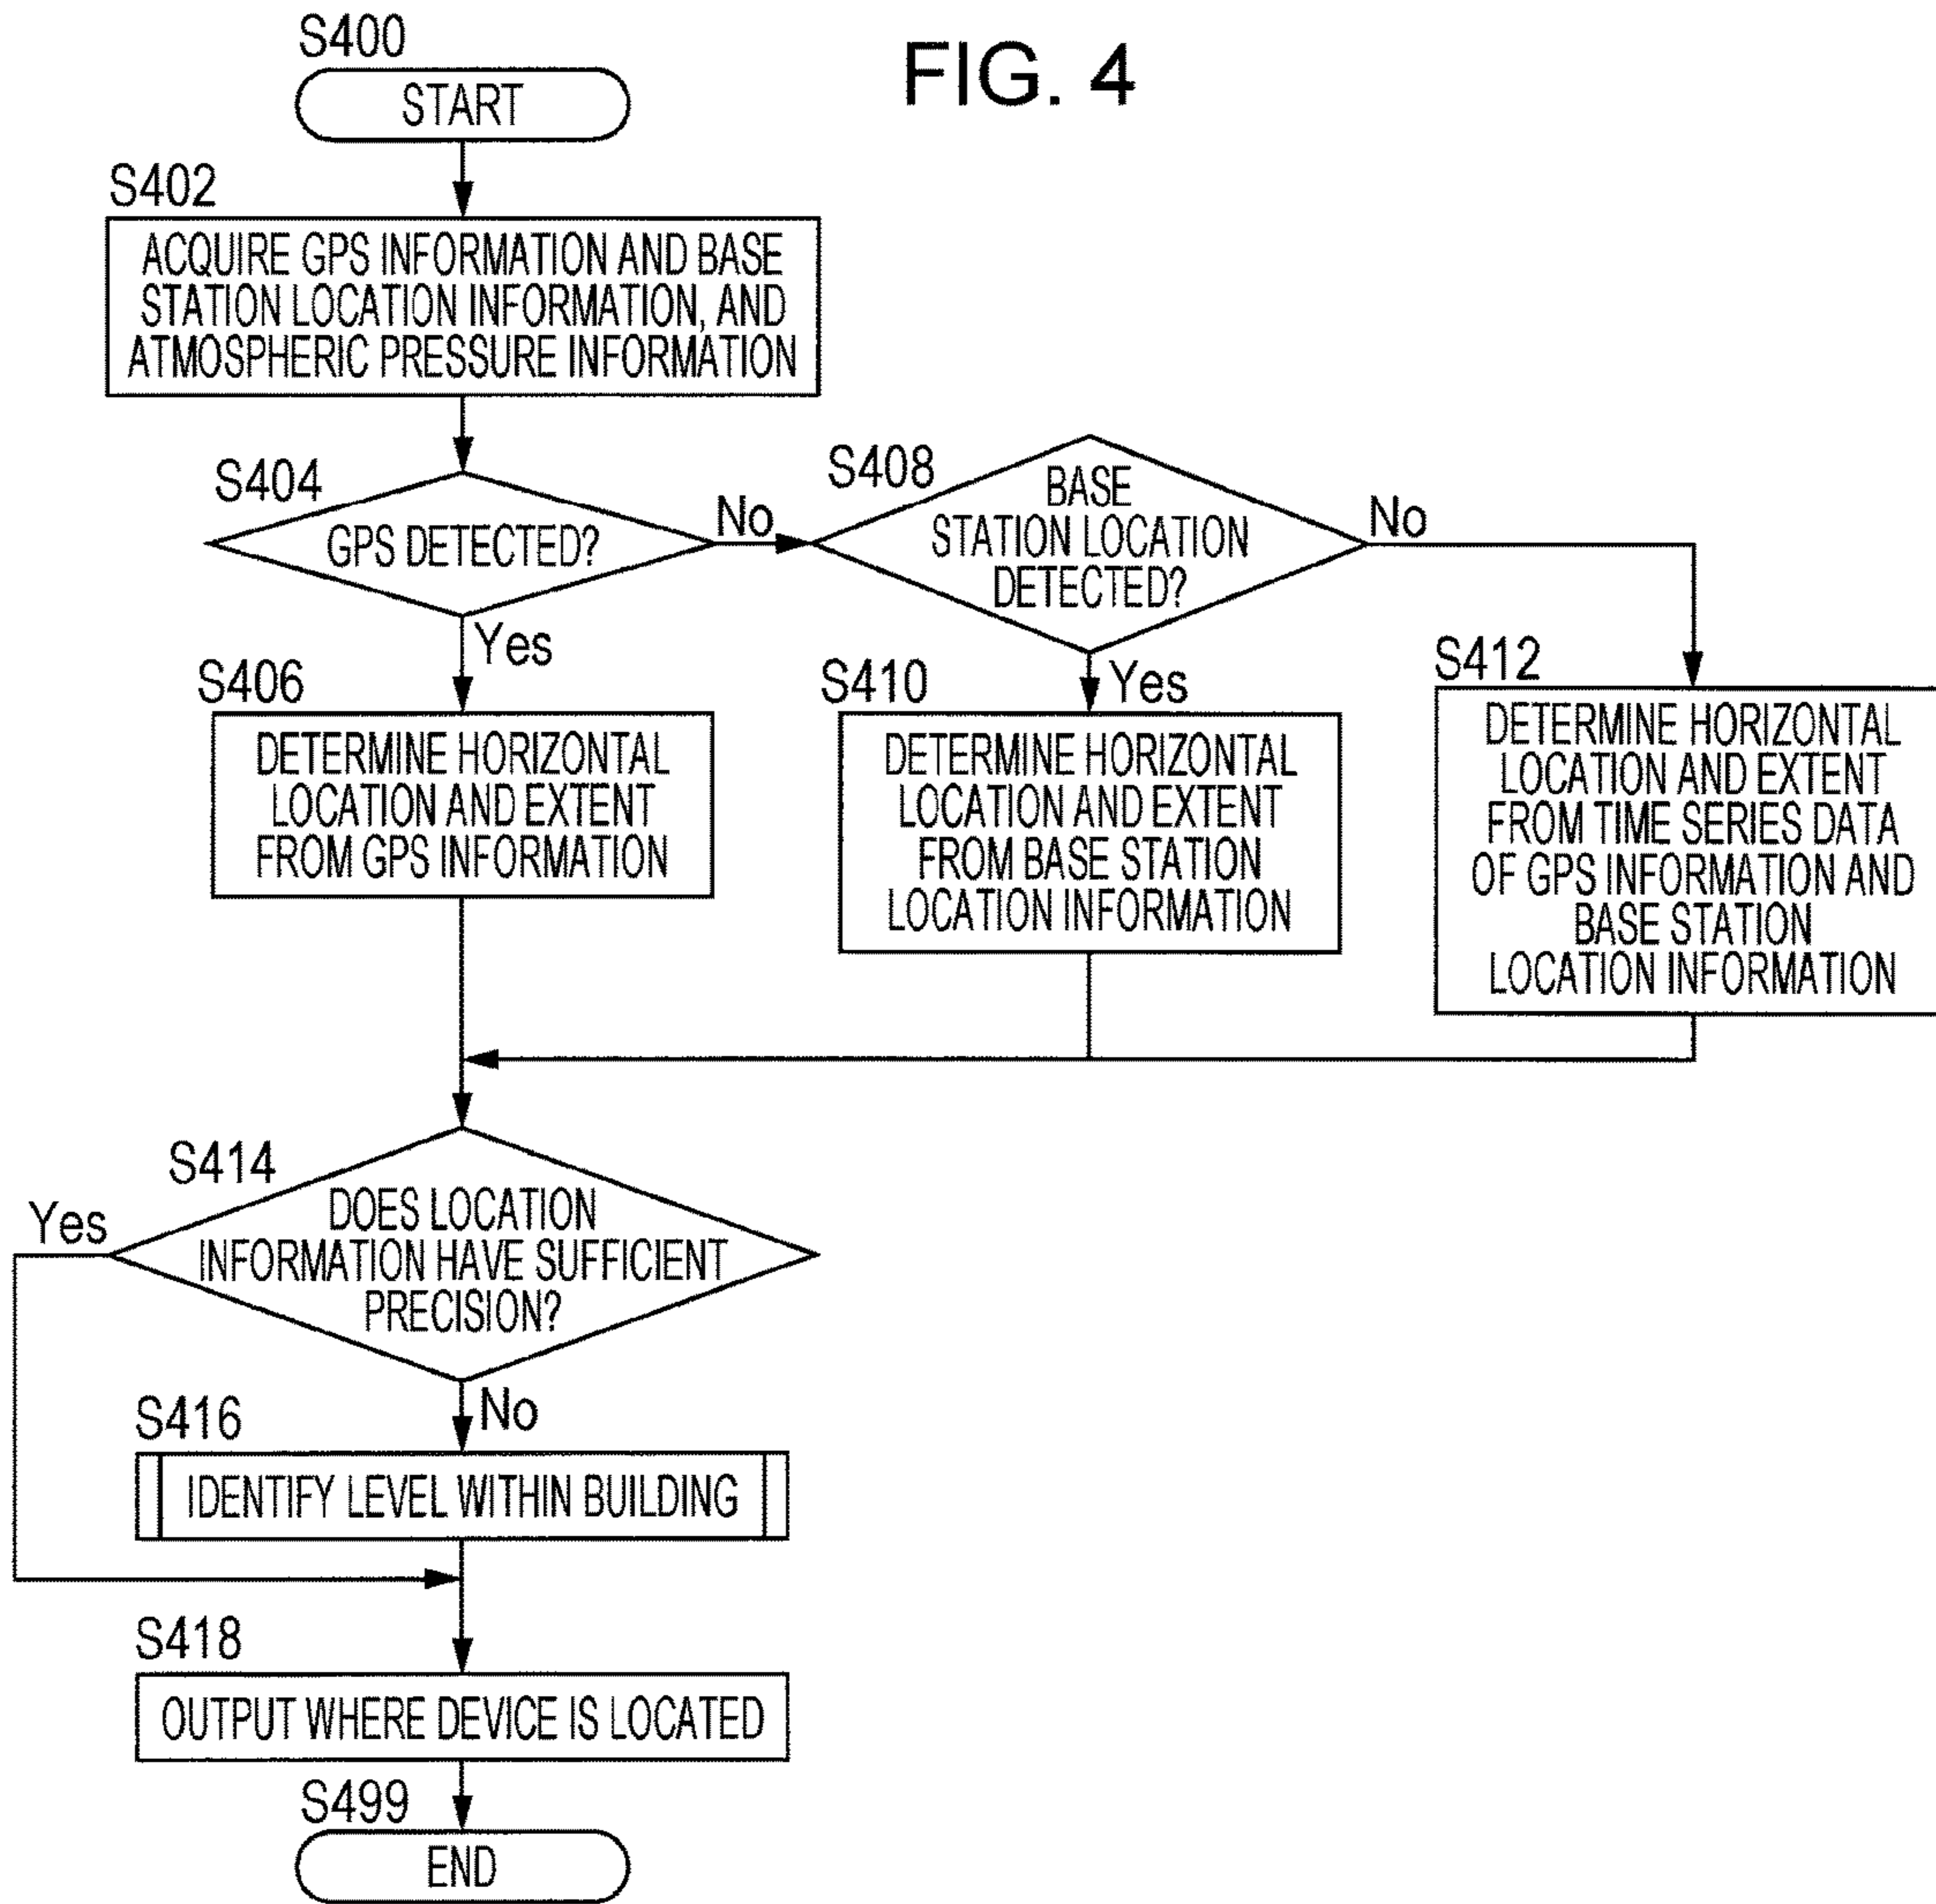 FIG. 4
S400
START
S402
ACQUIRE GPS INFORMATION AND BASE
STATION LOCATION INFORMATION, AND
ATMOSPHERIC PRESSURE INFORMATION
S404
GPS DETECTED?
No
Yes
S408
BASE
STATION LOCATION
DETECTED?
No
Yes
S406
DETERMINE HORIZONTAL
LOCATION AND EXTENT
FROM GPS INFORMATION
S410
DETERMINE HORIZONTAL
LOCATION AND EXTENT
FROM BASE STATION
LOCATION INFORMATION
S412
DETERMINE HORIZONTAL
LOCATION AND EXTENT
FROM TIME SERIES DATA
OF GPS INFORMATION AND
BASE STATION
LOCATION INFORMATION
S414
DOES LOCATION
INFORMATION HAVE SUFFICIENT
PRECISION?
Yes
No
S416
IDENTIFY LEVEL WITHIN BUILDING
S418
OUTPUT WHERE DEVICE IS LOCATED
S499
END